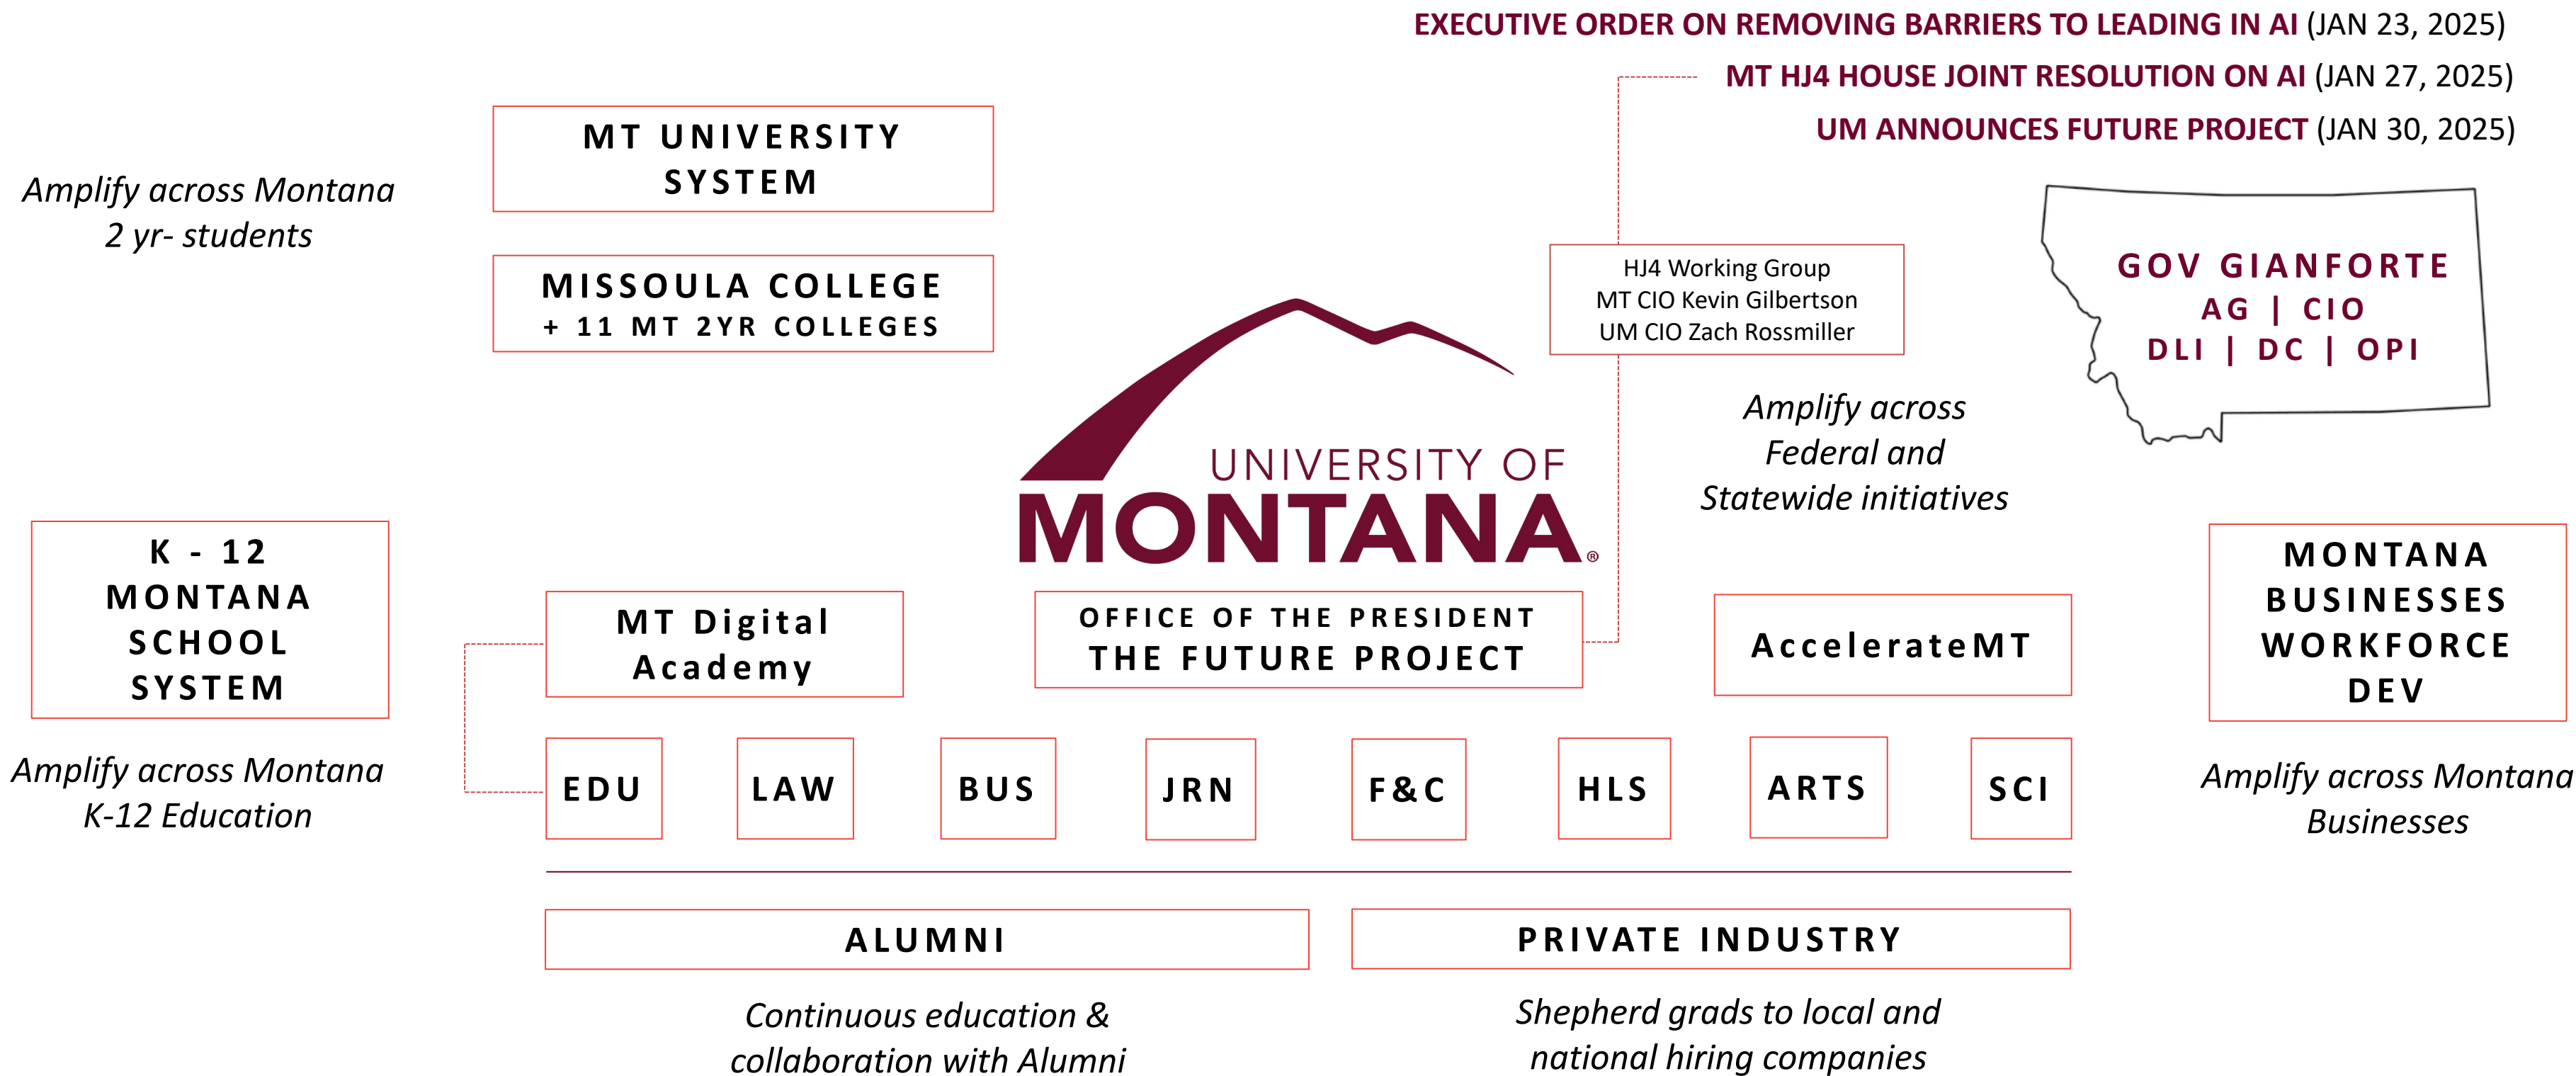 EXECUTIVE ORDER ON REMOVING BARRIERS TO LEADING IN AI (JAN 23, 2025)
MT HJ4 HOUSE JOINT RESOLUTION ON AI (JAN 27, 2025)
UM ANNOUNCES FUTURE PROJECT (JAN 30, 2025)
MT UNIVERSITY
SYSTEM
Amplify across Montana
2 yr- students
MISSOULA COLLEGE
+ 11 MT 2YR COLLEGES
HJ4 Working Group
MT CIO Kevin Gilbertson
UM CIO Zach Rossmiller
GOV GIANFORTE
AG | CIO
DLI | DC | OPI
Amplify across
Federal and
Statewide initiatives
UNIVERSITY OF
MONTANA®
K - 12
MONTANA
SCHOOL
SYSTEM
Amplify across Montana
K-12 Education
MT Digital
Academy
OFFICE OF THE PRESIDENT
THE FUTURE PROJECT
AccelerateMT
MONTANA
BUSINESSES
WORKFORCE
DEV
Amplify across Montana
Businesses
EDU
LAW
BUS
JRN
F&C
HLS
ARTS
SCI
ALUMNI
Continuous education &
collaboration with Alumni
PRIVATE INDUSTRY
Shepherd grads to local and
national hiring companies